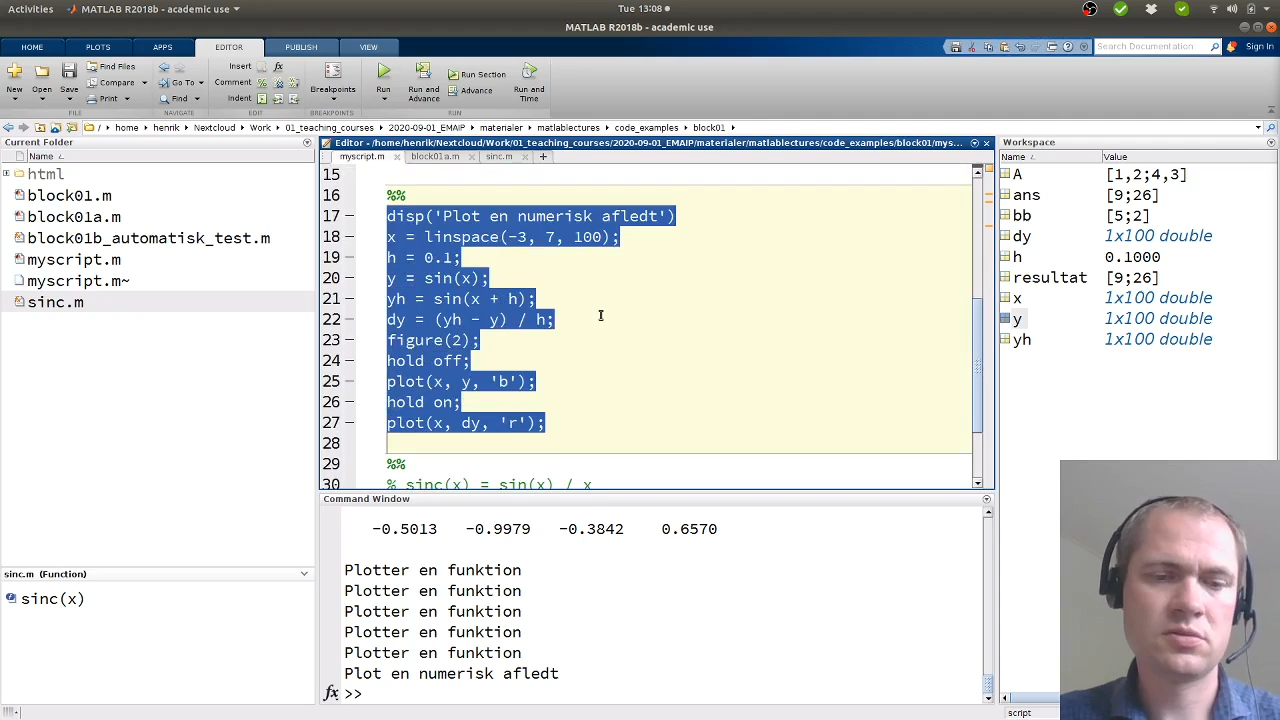 Activities MATLAB R2018b - academic use Tue 13:08
MATLAB R2018b - academic use
HOME PLOTS APPS EDITOR PUBLISH VIEW Search Documentation Sign In
New Open Save Find Files Compare Print Go To Find Insert fx Comment Indent Breakpoints Run Run and Advance Run Section Advance Run and Time
FILE NAVIGATE EDIT BREAKPOINTS RUN
/ home henrik Nextcloud Work 01_teaching_courses 2020-09-01_EMAIP materialer matlablectures code_examples block01
Current Folder
Name
html
block01.m
block01a.m
block01b_automatisk_test.m
myscript.m
myscript.m~
sinc.m
sinc.m (Function)
sinc(x)
Editor - /home/henrik/Nextcloud/Work/01_teaching_courses/2020-09-01_EMAIP/materialer/matlablectures/code_examples/block01/mys...
myscript.m block01a.m sinc.m
15
16 %%
17 disp('Plot en numerisk afledt')
18 x = linspace(-3, 7, 100);
19 h = 0.1;
20 y = sin(x);
21 yh = sin(x + h);
22 dy = (yh - y) / h;
23 figure(2);
24 hold off;
25 plot(x, y, 'b');
26 hold on;
27 plot(x, dy, 'r');
28
29 %%
30 % sinc(x) = sin(x) / x
Command Window
-0.5013 -0.9979 -0.3842 0.6570
Plotter en funktion
Plotter en funktion
Plotter en funktion
Plotter en funktion
Plotter en funktion
Plot en numerisk afledt
fx >>
Workspace
Name Value
A [1,2;4,3]
ans [9;26]
bb [5;2]
dy 1x100 double
h 0.1000
resultat [9;26]
x 1x100 double
y 1x100 double
yh 1x100 double
script